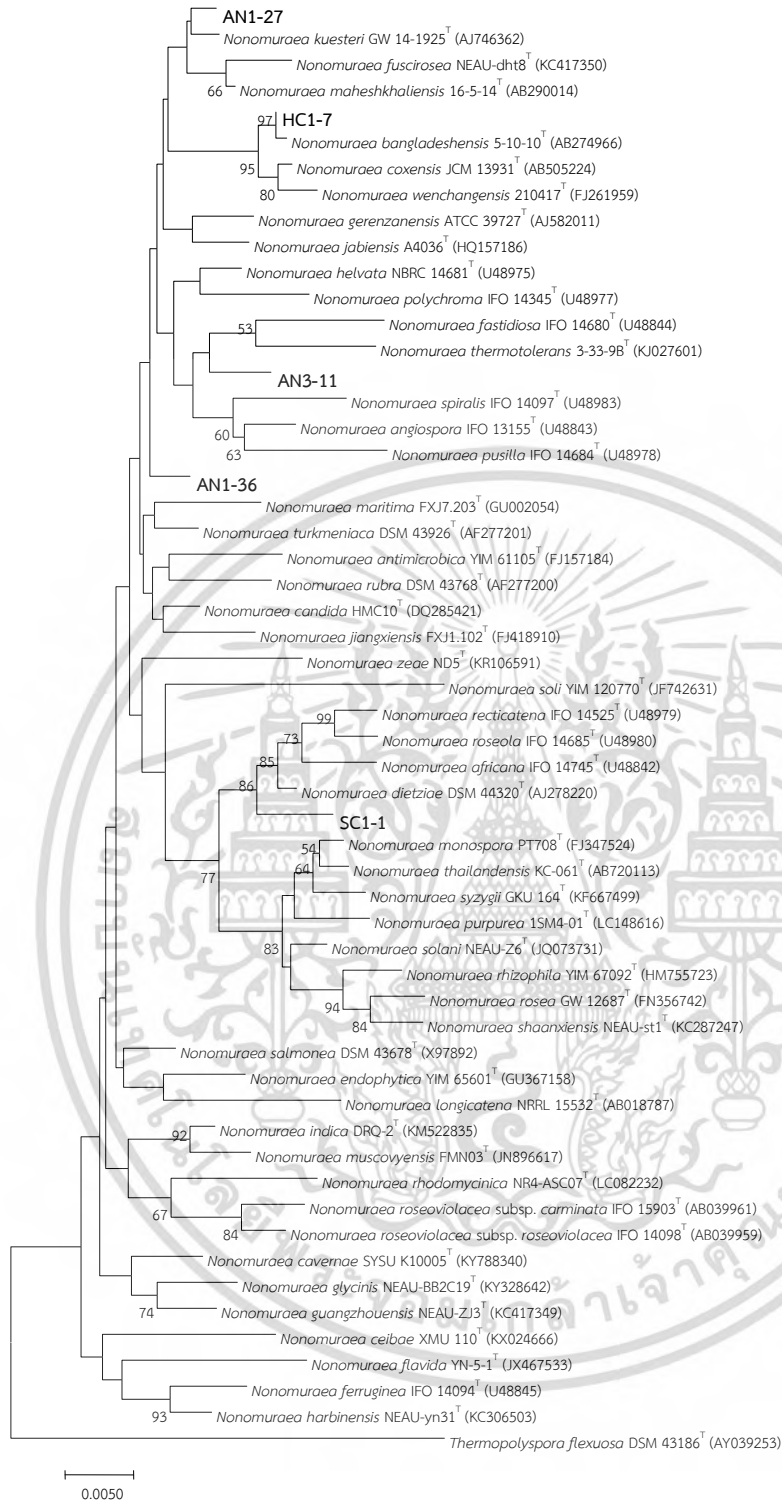 AN1-27
Nonomuraea kuesteri GW 14-1925T (AJ746362)
Nonomuraea fuscirosea NEAU-dht8T (KC417350)
66
Nonomuraea maheshkhaliensis 16-5-14T (AB290014)
97
HC1-7
Nonomuraea bangladeshensis 5-10-10T (AB274966)
95
Nonomuraea coxensis JCM 13931T (AB505224)
80
Nonomuraea wenchangensis 210417T (FJ261959)
Nonomuraea gerenzanensis ATCC 39727T (AJ582011)
Nonomuraea jabiensis A4036T (HQ157186)
Nonomuraea helvata NBRC 14681T (U48975)
Nonomuraea polychroma IFO 14345T (U48977)
53
Nonomuraea fastidiosa IFO 14680T (U48844)
Nonomuraea thermotolerans 3-33-9BT (KJ027601)
AN3-11
Nonomuraea spiralis IFO 14097T (U48983)
60
Nonomuraea angiospora IFO 13155T (U48843)
63
Nonomuraea pusilla IFO 14684T (U48978)
AN1-36
Nonomuraea maritima FXJ7.203T (GU002054)
Nonomuraea turkmeniaca DSM 43926T (AF277201)
Nonomuraea antimicrobica YIM 61105T (FJ157184)
Nonomuraea rubra DSM 43768T (AF277200)
Nonomuraea candida HMC10T (DQ285421)
Nonomuraea jiangxiensis FXJ1.102T (FJ418910)
Nonomuraea zeae ND5T (KR106591)
Nonomuraea soli YIM 120770T (JF742631)
99
Nonomuraea recticatena IFO 14525T (U48979)
73
Nonomuraea roseola IFO 14685T (U48980)
85
Nonomuraea africana IFO 14745T (U48842)
86
Nonomuraea dietziae DSM 44320T (AJ278220)
SC1-1
77
54
Nonomuraea monospora PT708T (FJ347524)
64
Nonomuraea thailandensis KC-061T (AB720113)
Nonomuraea syzygii GKU 164T (KF667499)
Nonomuraea purpurea 1SM4-01T (LC148616)
83
Nonomuraea solani NEAU-Z6T (JQ073731)
Nonomuraea rhizophila YIM 67092T (HM755723)
94
Nonomuraea rosea GW 12687T (FN356742)
84
Nonomuraea shaanxiensis NEAU-st1T (KC287247)
Nonomuraea salmonea DSM 43678T (X97892)
Nonomuraea endophytica YIM 65601T (GU367158)
Nonomuraea longicatena NRRL 15532T (AB018787)
92
Nonomuraea indica DRQ-2T (KM522835)
Nonomuraea muscovyensis FMN03T (JN896617)
Nonomuraea rhodomycinica NR4-ASC07T (LC082232)
67
Nonomuraea roseoviolacea subsp. carminata IFO 15903T (AB039961)
84
Nonomuraea roseoviolacea subsp. roseoviolacea IFO 14098T (AB039959)
Nonomuraea cavernae SYSU K10005T (KY788340)
Nonomuraea glycinis NEAU-BB2C19T (KY328642)
74
Nonomuraea guangzhouensis NEAU-ZJ3T (KC417349)
Nonomuraea ceibae XMU 110T (KX024666)
Nonomuraea flavida YN-5-1T (JX467533)
Nonomuraea ferruginea IFO 14094T (U48845)
93
Nonomuraea harbinensis NEAU-yn31T (KC306503)
Thermopolyspora flexuosa DSM 43186T (AY039253)
0.0050